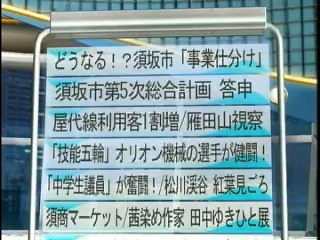 どうなる！？須坂市「事業仕分け」
須坂市第5次総合計画 答申
屋代線利用客1割増/雁田山視察
「技能五輪」オリオン機械の選手が健闘！
「中学生議員」が奮闘！/松川渓谷 紅葉見ごろ
須商マーケット/茜染の作家 田中ゆきひと展